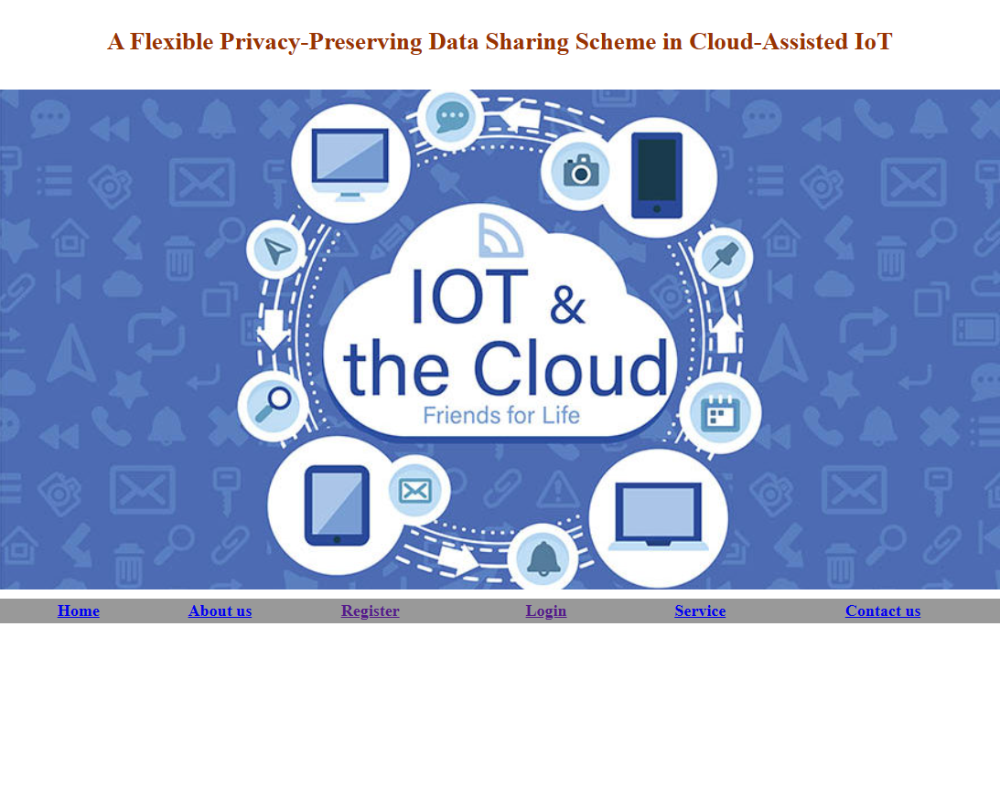 A Flexible Privacy-Preserving Data Sharing Scheme in Cloud-Assisted IoT
IOT &
the Cloud
Friends for Life
Home About us Register Login Service Contact us